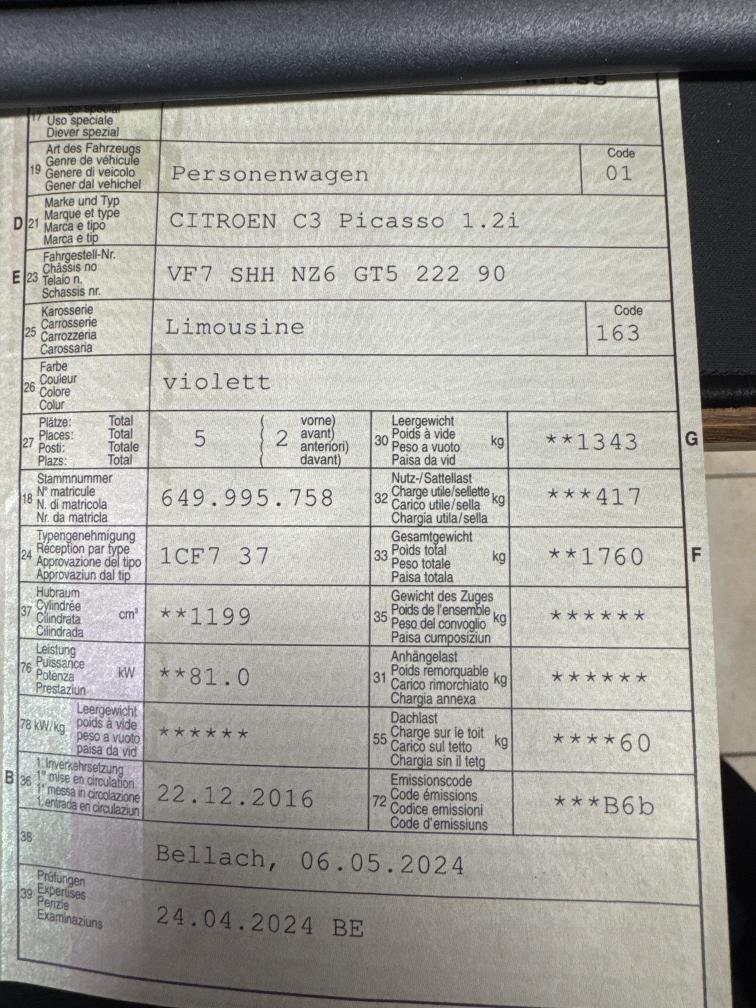 17 Usage spécial
Uso speciale
Diever spezial
19 Art des Fahrzeugs
Genre de véhicule
Genere di veicolo
Gener dal vehichel
Personenwagen
Code
01
D 21 Marke und Typ
Marque et type
Marca e tipo
Marca e tip
CITROEN C3 Picasso 1.2i
E 23 Fahrgestell-Nr.
Châssis no
Telaio n.
Schassis nr.
VF7 SHH NZ6 GT5 222 90
25 Karosserie
Carrosserie
Carrozzeria
Carossaria
Limousine
Code
163
26 Farbe
Couleur
Colore
Colur
violett
27 Plätze: Total
Places: Total
Posti: Totale
Plazs: Total
5
( 2 vorne)
avant)
anteriori)
davant)
30 Leergewicht
Poids à vide kg
Peso a vuoto
Paisa da vid
**1343 G
18 Stammnummer
N° matricule
N. di matricola
Nr. da matricla
649.995.758
32 Nutz-/Sattellast
Charge utile/sellette kg
Carico utile/sella
Chargia utila/sella
***417
24 Typengenehmigung
Réception par type
Approvazione del tipo
Approvaziun dal tip
1CF7 37
33 Gesamtgewicht
Poids total kg
Peso totale
Paisa totala
**1760 F
37 Hubraum
Cylindrée cm³
Cilindrata
Cilindrada
**1199
35 Gewicht des Zuges
Poids de l'ensemble kg
Peso del convoglio
Paisa cumposiziun
******
76 Leistung
Puissance kW
Potenza
Prestaziun
**81.0
31 Anhängelast
Poids remorquable kg
Carico rimorchiato
Chargia annexa
******
78 kW/kg Leergewicht
poids à vide
peso a vuoto
paisa da vid
******
55 Dachlast
Charge sur le toit kg
Carico sul tetto
Chargia sin il tetg
****60
B 36 1. Inverkehrsetzung
1re mise en circulation
1a messa in circolazione
1. entrada en circulaziun
22.12.2016
72 Emissionscode
Code émissions
Codice emissioni
Code d'emissiuns
***B6b
38
Bellach, 06.05.2024
39 Prüfungen
Expertises
Perizie
Examinaziuns
24.04.2024 BE